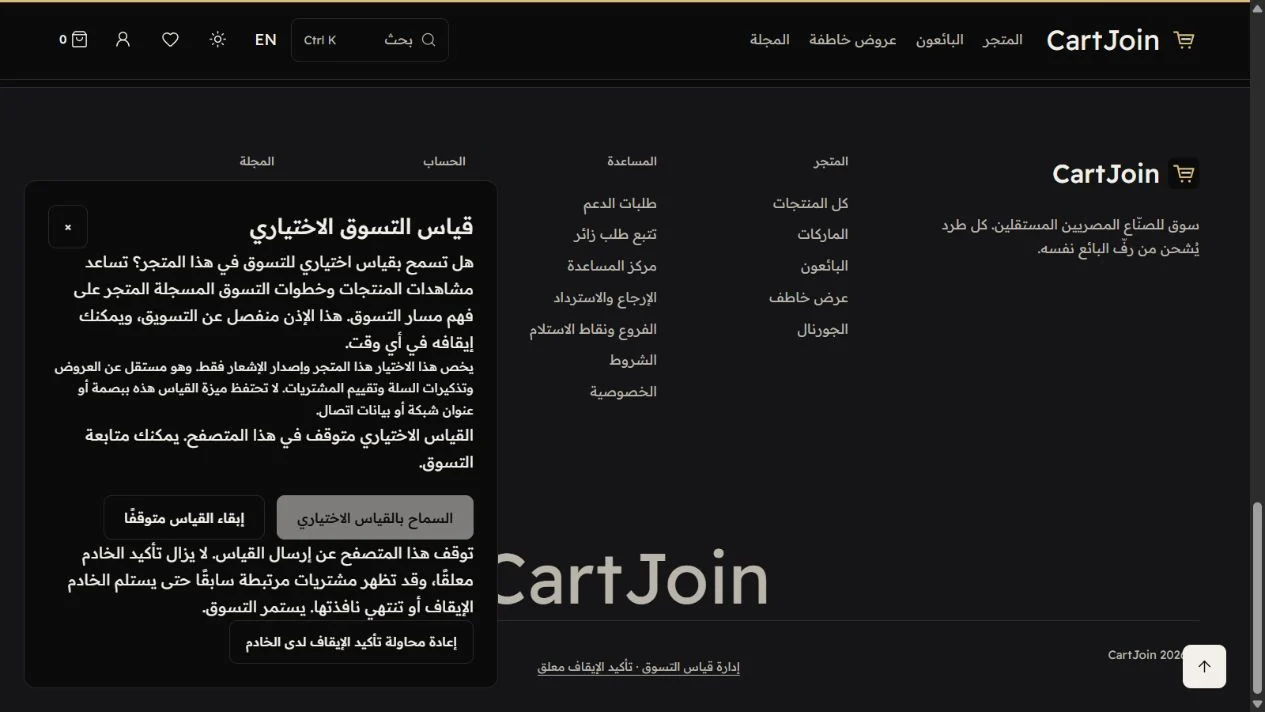 CartJoin
المتجر
البائعون
عروض خاطفة
المجلة
بحث
Ctrl K
EN
0
CartJoin
سوق للصنّاع المصريين المستقلين. كل طرد
يُشحن من رفّ البائع نفسه.
المتجر
كل المنتجات
الماركات
البائعون
عرض خاطف
الجورنال
المساعدة
طلبات الدعم
تتبع طلب زائر
مركز المساعدة
الإرجاع والاسترداد
الفروع ونقاط الاستلام
الشروط
الخصوصية
الحساب
المجلة
قياس التسوق الاختياري
×
هل تسمح بقياس اختياري للتسوق في هذا المتجر؟ تساعد
مشاهدات المنتجات وخطوات التسوق المسجلة المتجر على
فهم مسار التسوق. هذا الإذن منفصل عن التسويق، ويمكنك
إيقافه في أي وقت.
يخص هذا الاختيار هذا المتجر وإصدار الإشعار فقط. وهو مستقل عن العروض
وتذكيرات السلة وتقييم المشتريات. لا تحتفظ ميزة القياس هذه ببصمة أو
عنوان شبكة أو بيانات اتصال.
القياس الاختياري متوقف في هذا المتصفح. يمكنك متابعة
التسوق.
السماح بالقياس الاختياري
إبقاء القياس متوقفًا
توقف هذا المتصفح عن إرسال القياس. لا يزال تأكيد الخادم
معلقًا، وقد تظهر مشتريات مرتبطة سابقًا حتى يستلم الخادم
الإيقاف أو تنتهي نافذتها. يستمر التسوق.
إعادة محاولة تأكيد الإيقاف لدى الخادم
CartJoin
CartJoin 2026
إدارة قياس التسوق · تأكيد الإيقاف معلق